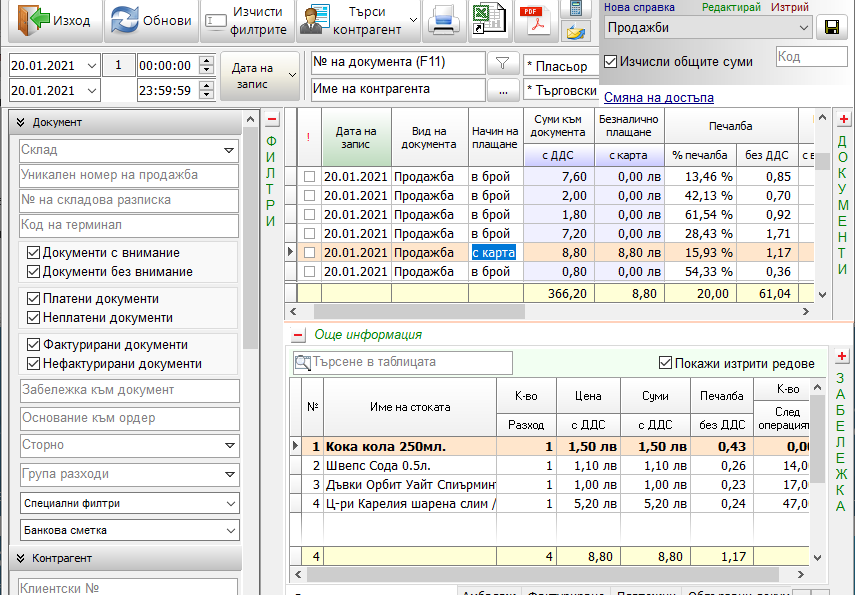 Изход
Обнови
Изчисти филтрите
Търси контрагент
PDF
Нова справка Редактирай Изтрий
Продажби
20.01.2021 1 00:00:00
20.01.2021 23:59:59
Дата на запис
№ на документа (F11)
Име на контрагента ...
* Пласьор
* Търговски
Изчисли общите суми
Код
Смяна на достъпа
Документ
Склад
Уникален номер на продажба
№ на складова разписка
Код на терминал
Документи с внимание
Документи без внимание
Платени документи
Неплатени документи
Фактурирани документи
Нефактурирани документи
Забележка към документ
Основание към ордер
Сторно
Група разходи
Специални филтри
Банкова сметка
Контрагент
Клиентски №
ФИЛТРИ
! Дата на запис Вид на документа Начин на плащане Суми към документа Безналично плащане Печалба
с ДДС с карта % печалба без ДДС
20.01.2021 Продажба в брой 7,60 0,00 лв 13,46 % 0,85
20.01.2021 Продажба в брой 2,00 0,00 лв 42,13 % 0,70
20.01.2021 Продажба в брой 1,80 0,00 лв 61,54 % 0,92
20.01.2021 Продажба в брой 7,20 0,00 лв 28,43 % 1,71
20.01.2021 Продажба с карта 8,80 8,80 лв 15,93 % 1,17
20.01.2021 Продажба в брой 0,80 0,00 лв 54,33 % 0,36
366,20 8,80 20,00 61,04
ДОКУМЕНТИ
Още информация
Търсене в таблицата
Покажи изтрити редове
№ Име на стоката К-во Цена Суми Печалба К-во
Разход с ДДС с ДДС без ДДС След операцият
1 Кока кола 250мл. 1 1,50 лв 1,50 лв 0,43 0,00
2 Швепс Сода 0.5л. 1 1,10 лв 1,10 лв 0,26 14,0
3 Дъвки Орбит Уайт Спиърминт 1 1,00 лв 1,00 лв 0,23 17,0
4 Ц-ри Карелия шарена слим / 1 5,20 лв 5,20 лв 0,24 47,0
4 4 8,80 8,80 1,17
ЗАБЕЛЕЖКА